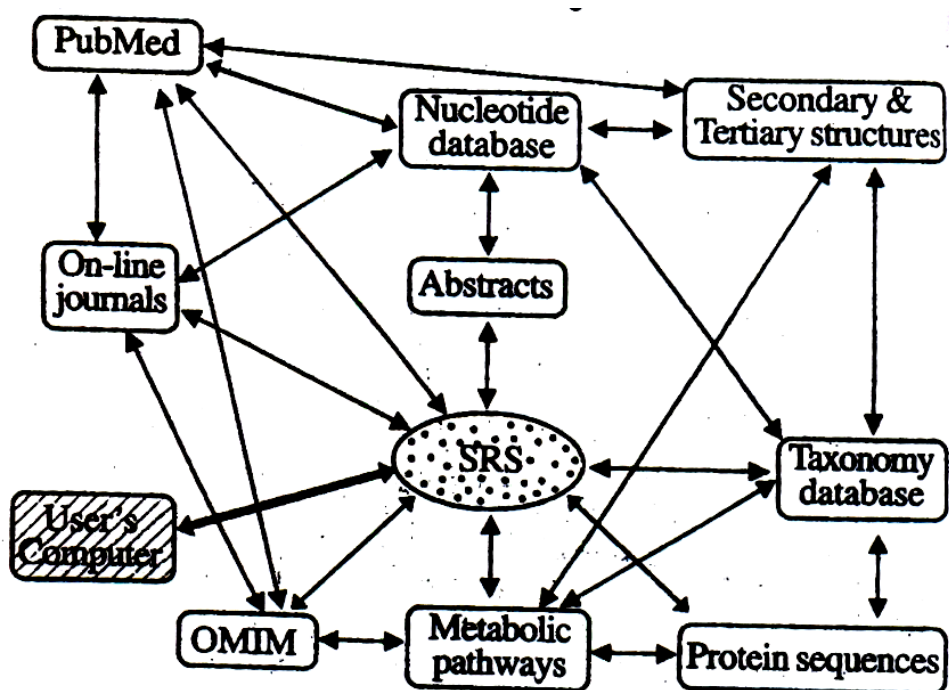 PubMed
Nucleotide
database
Secondary &
Tertiary structures
On-line
journals
Abstracts
SRS
Taxonomy
database
User's
Computer
OMIM
Metabolic
pathways
Protein sequences